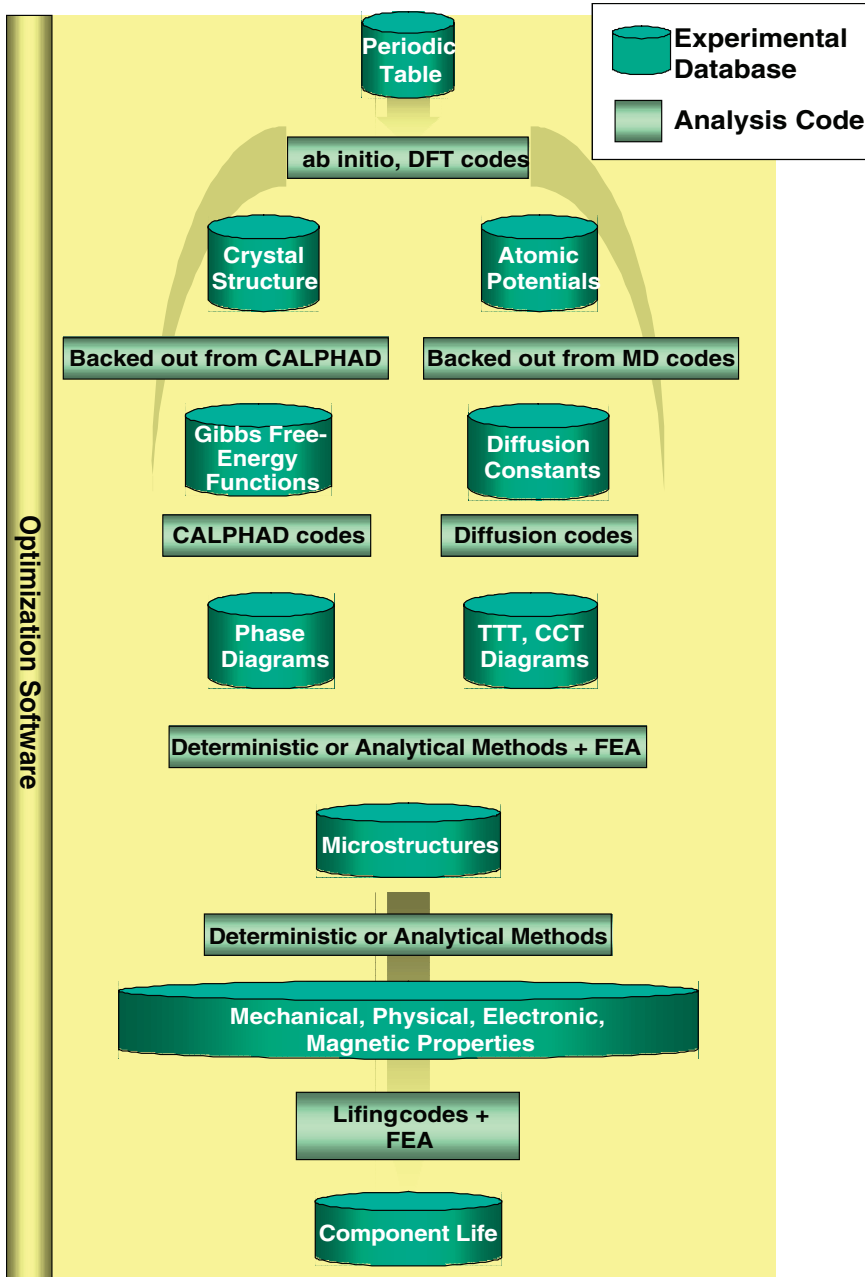 Periodic
Table
Experimental
Database
Analysis Code
ab initio, DFT codes
Crystal
Structure
Atomic
Potentials
Backed out from CALPHAD
Backed out from MD codes
Gibbs Free-
Energy
Functions
Diffusion
Constants
CALPHAD codes
Diffusion codes
Optimization Software
Phase
Diagrams
TTT, CCT
Diagrams
Deterministic or Analytical Methods + FEA
Microstructures
Deterministic or Analytical Methods
Mechanical, Physical, Electronic,
Magnetic Properties
Lifingcodes +
FEA
Component Life